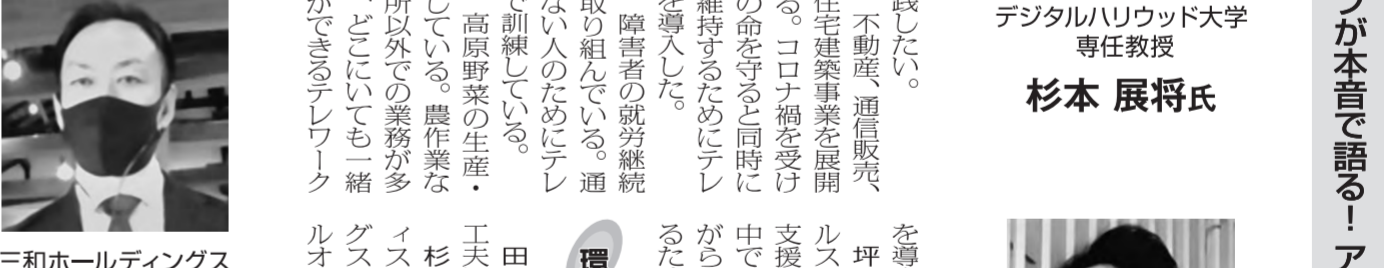 が本音で語る！ ア
デジタルハリウッド大学
専任教授
杉本 展将氏
践したい。
不動産、通信販売、
住宅建築事業を展開
る。コロナ禍を受け
の命を守ると同時に
維持するためにテレ
を導入した。
障害者の就労継続
取り組んでいる。通
ない人のためにテレ
で訓練している。
高原野菜の生産・
している。農作業な
所以外での業務が多
、どこにいても一緒
ができるテレワーク
を導
坪
ルス
支援
中で
がら
るた
環
田
工夫
杉
ィス
グス
ルオ
三和ホールディングス